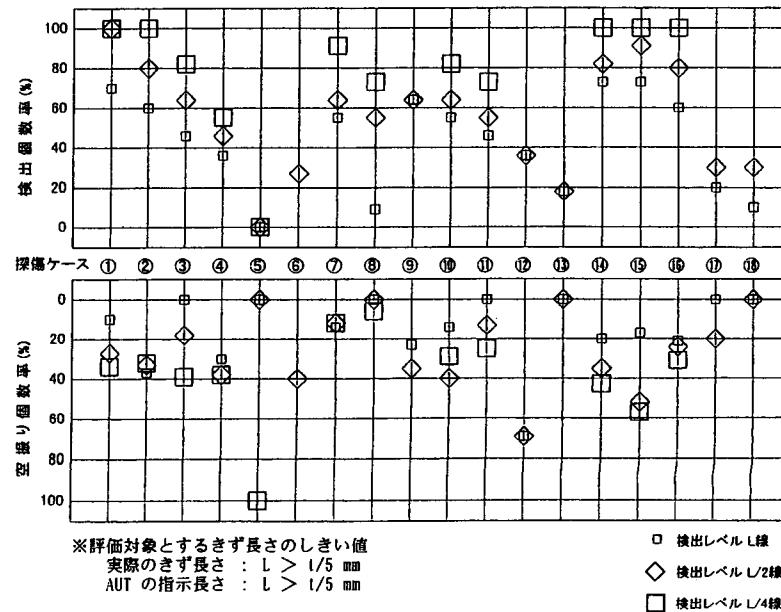 検出個数率(%)
100
80
60
40
20
0
探傷ケース ① ② ③ ④ ⑤ ⑥ ⑦ ⑧ ⑨ ⑩ ⑪ ⑫ ⑬ ⑭ ⑮ ⑯ ⑰ ⑱
空振り個数率(%)
0
20
40
60
80
100
※評価対象とするきず長さのしきい値
実際のきず長さ : L > t/5 mm
AUT の指示長さ : L > t/5 mm
検出レベル L線
検出レベル L/2線
検出レベル L/4線